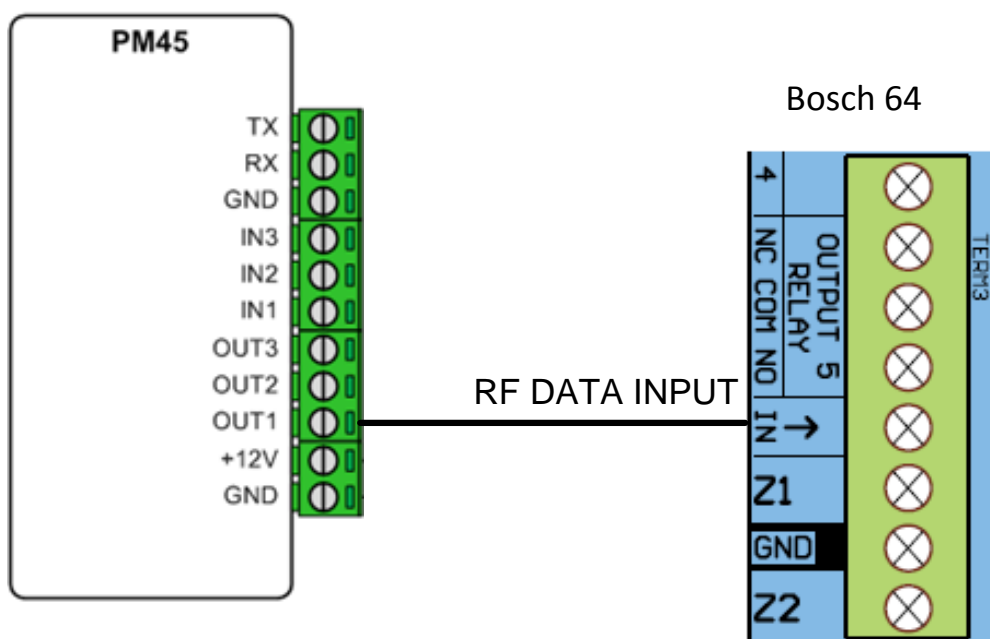 PM45
TX
RX
GND
IN3
IN2
IN1
OUT3
OUT2
OUT1
+12V
GND
RF DATA INPUT
Bosch 64
4
NC COM NO
OUTPUT 5
RELAY
IN →
Z1
GND
Z2
TERM3